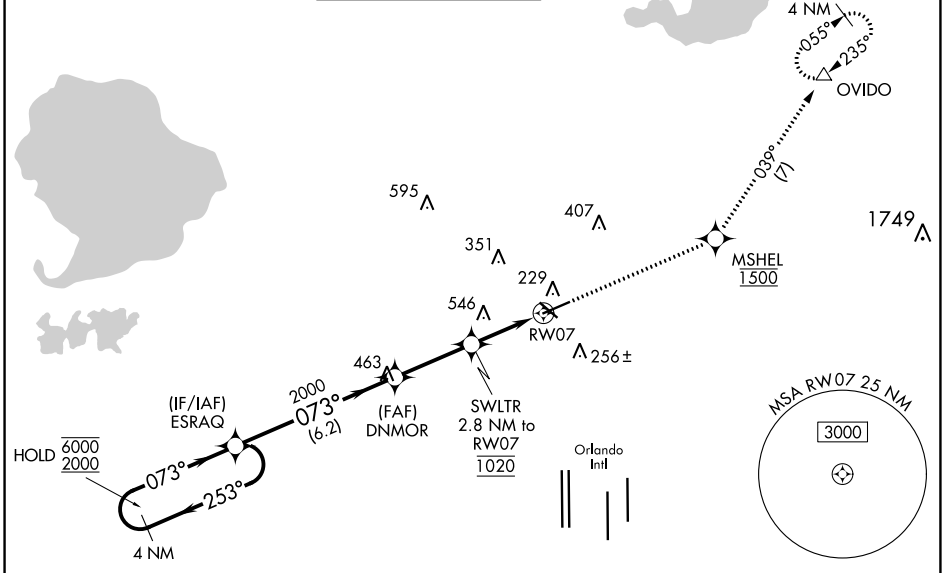 4 NM
055°
235°
OVIDO
039°
(7)
595
407
1749
351
MSHEL
1500
229
546
RW07
256±
463
2000
073°
(6.2)
(IF/IAF)
ESRAQ
(FAF)
DNMOR
SWLTR
2.8 NM to
RW07
1020
HOLD 6000
2000
073°
253°
4 NM
Orlando
Intl
MSA RW07 25 NM
3000